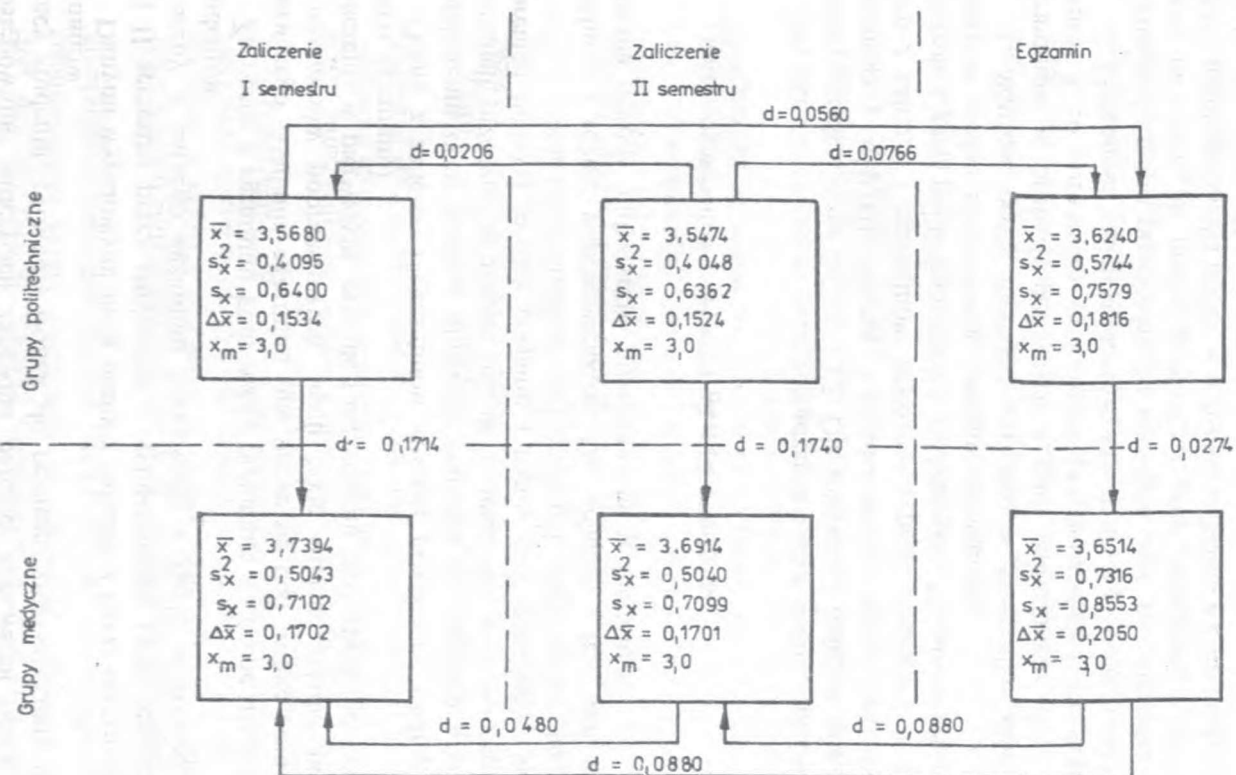 Zaliczenie
I semestru
Zaliczenie
II semestru
Egzamin
d=0,0560
d=0,0206
d=0,0766
Grupy politechniczne
x̄ = 3,5680
s²x = 0,4095
sx = 0,6400
Δx̄ = 0,1534
xm = 3,0
x̄ = 3,5474
s²x = 0,4048
sx = 0,6362
Δx̄ = 0,1524
xm = 3,0
x̄ = 3,6240
s²x = 0,5744
sx = 0,7579
Δx̄ = 0,1816
xm = 3,0
d = 0,1714
d = 0,1740
d = 0,0274
Grupy medyczne
x̄ = 3,7394
s²x = 0,5043
sx = 0,7102
Δx̄ = 0,1702
xm = 3,0
x̄ = 3.6914
s²x = 0,5040
sx = 0,7099
Δx̄ = 0,1701
xm = 3,0
x̄ = 3,6514
s²x = 0,7316
sx = 0,8553
Δx̄ = 0,2050
xm = 3,0
d = 0,0480
d = 0,0880
d = 0,0880